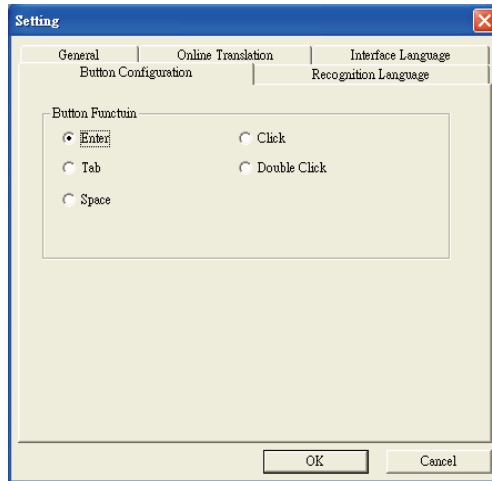 Setting
General Online Translation Interface Language
Button Configuration Recognition Language
Button Functuin
Enter Click
Tab Double Click
Space
OK Cancel